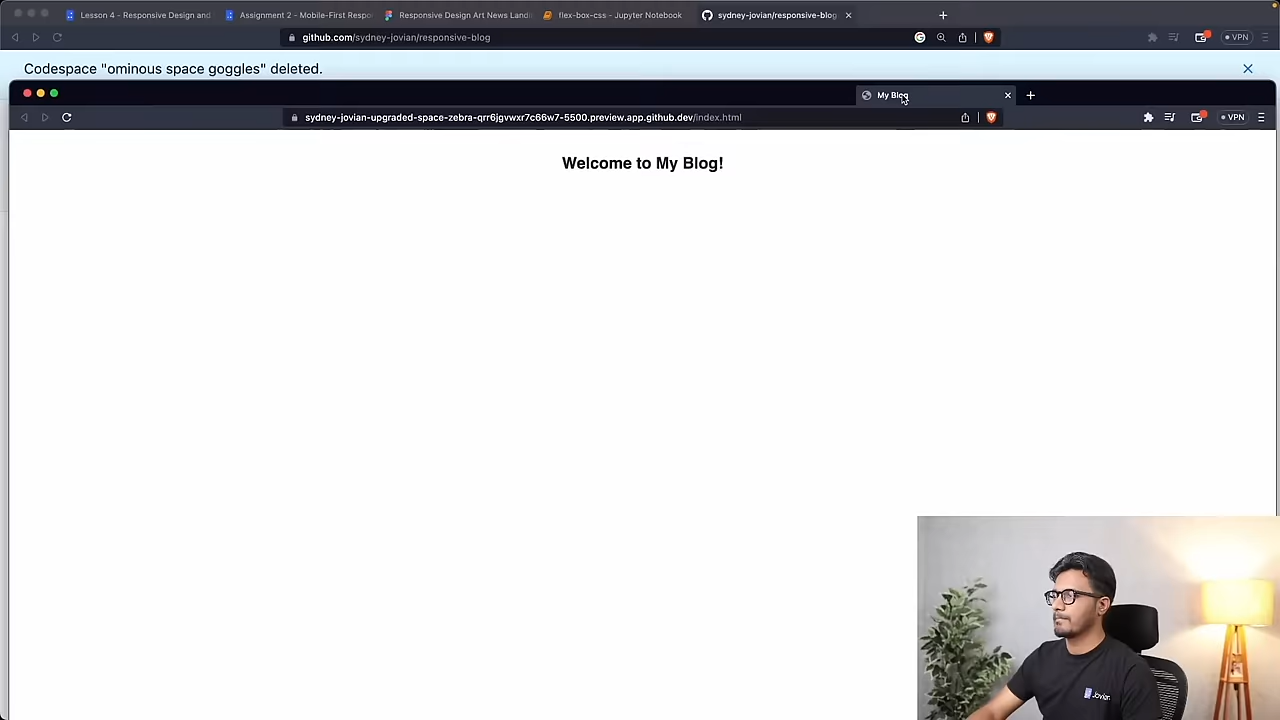 Lesson 4 - Responsive Design and
Assignment 2 - Mobile-First Respo
Responsive Design Art News Landi
flex-box-css - Jupyter Notebook
sydney-jovian/responsive-blog
github.com/sydney-jovian/responsive-blog
VPN
Codespace "ominous space goggles" deleted.
My Blog
sydney-jovian-upgraded-space-zebra-qrr6jgvwxr7c66w7-5500.preview.app.github.dev/index.html
VPN
Welcome to My Blog!
Jovian